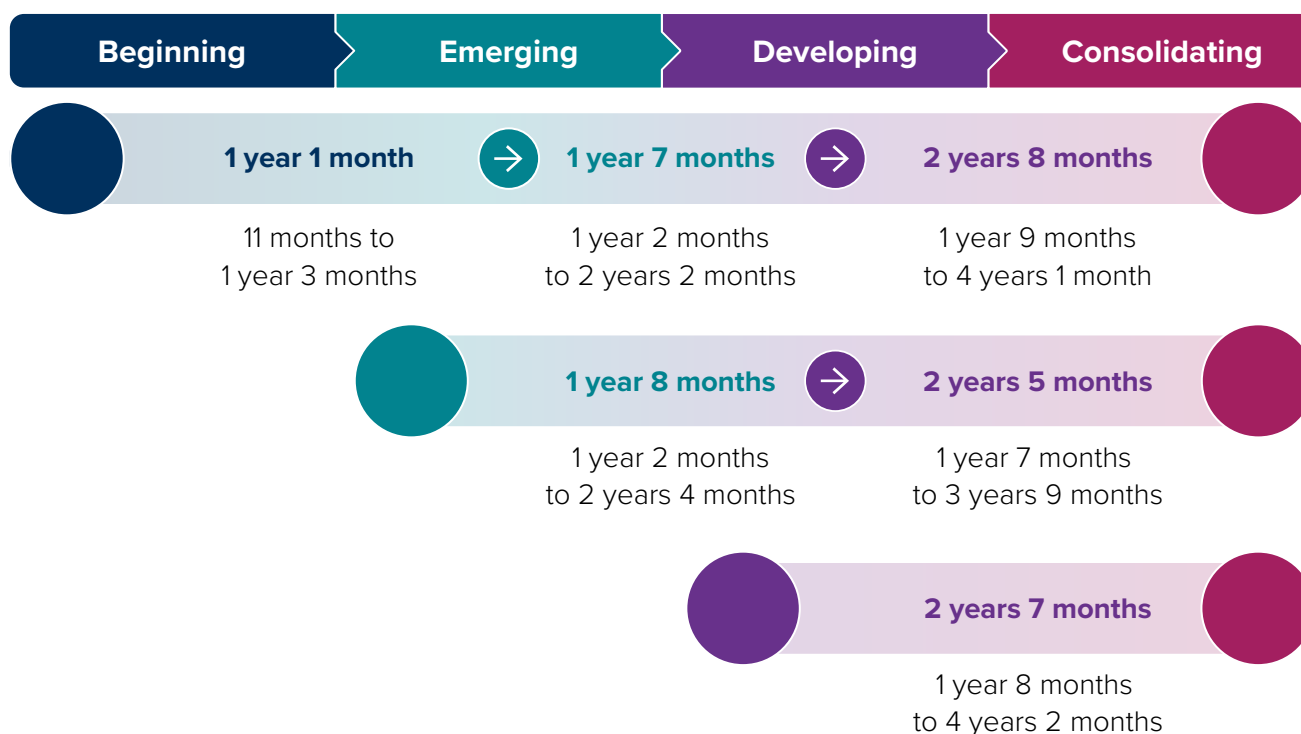 Beginning Emerging Developing Consolidating
1 year 1 month 1 year 7 months 2 years 8 months
11 months to 1 year 2 months 1 year 9 months
1 year 3 months to 2 years 2 months to 4 years 1 month
1 year 8 months 2 years 5 months
1 year 2 months 1 year 7 months
to 2 years 4 months to 3 years 9 months
2 years 7 months
1 year 8 months
to 4 years 2 months